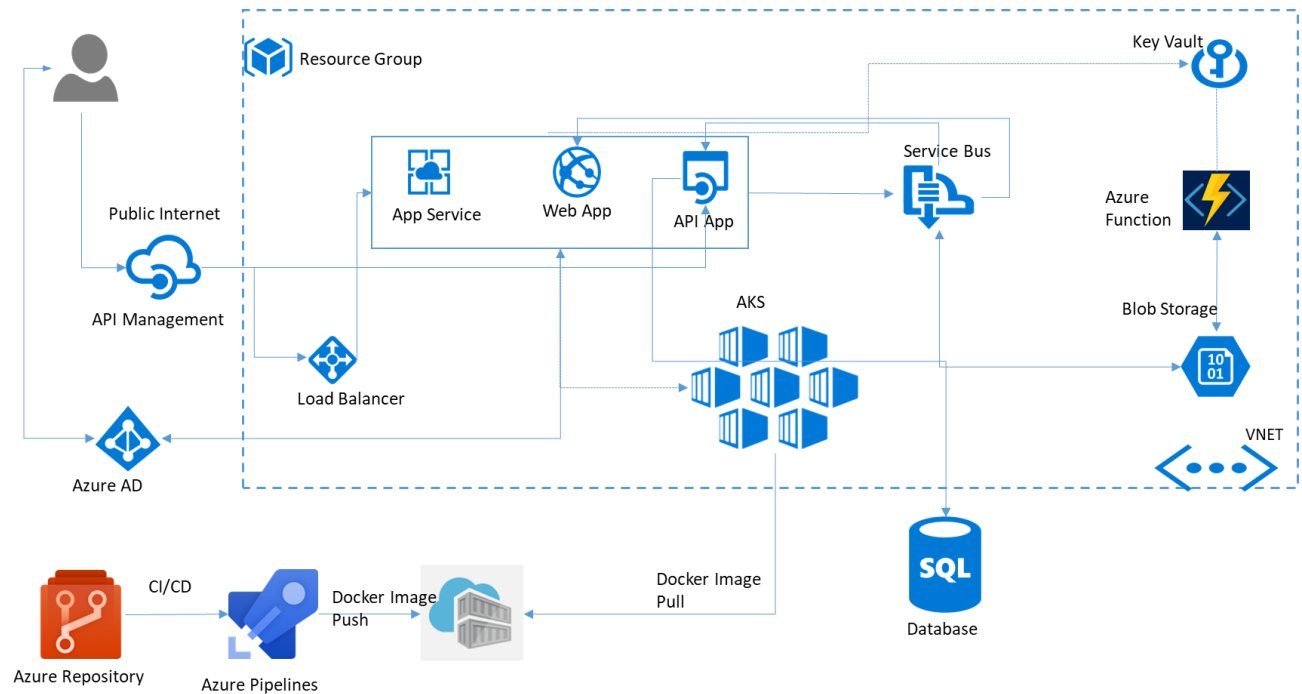 Resource Group
Key Vault
Service Bus
App Service
Web App
API App
Azure
Function
Public Internet
API Management
AKS
Blob Storage
10
01
Load Balancer
VNET
Azure AD
SQL
Database
CI/CD
Docker Image
Push
Docker Image
Pull
Azure Repository
Azure Pipelines